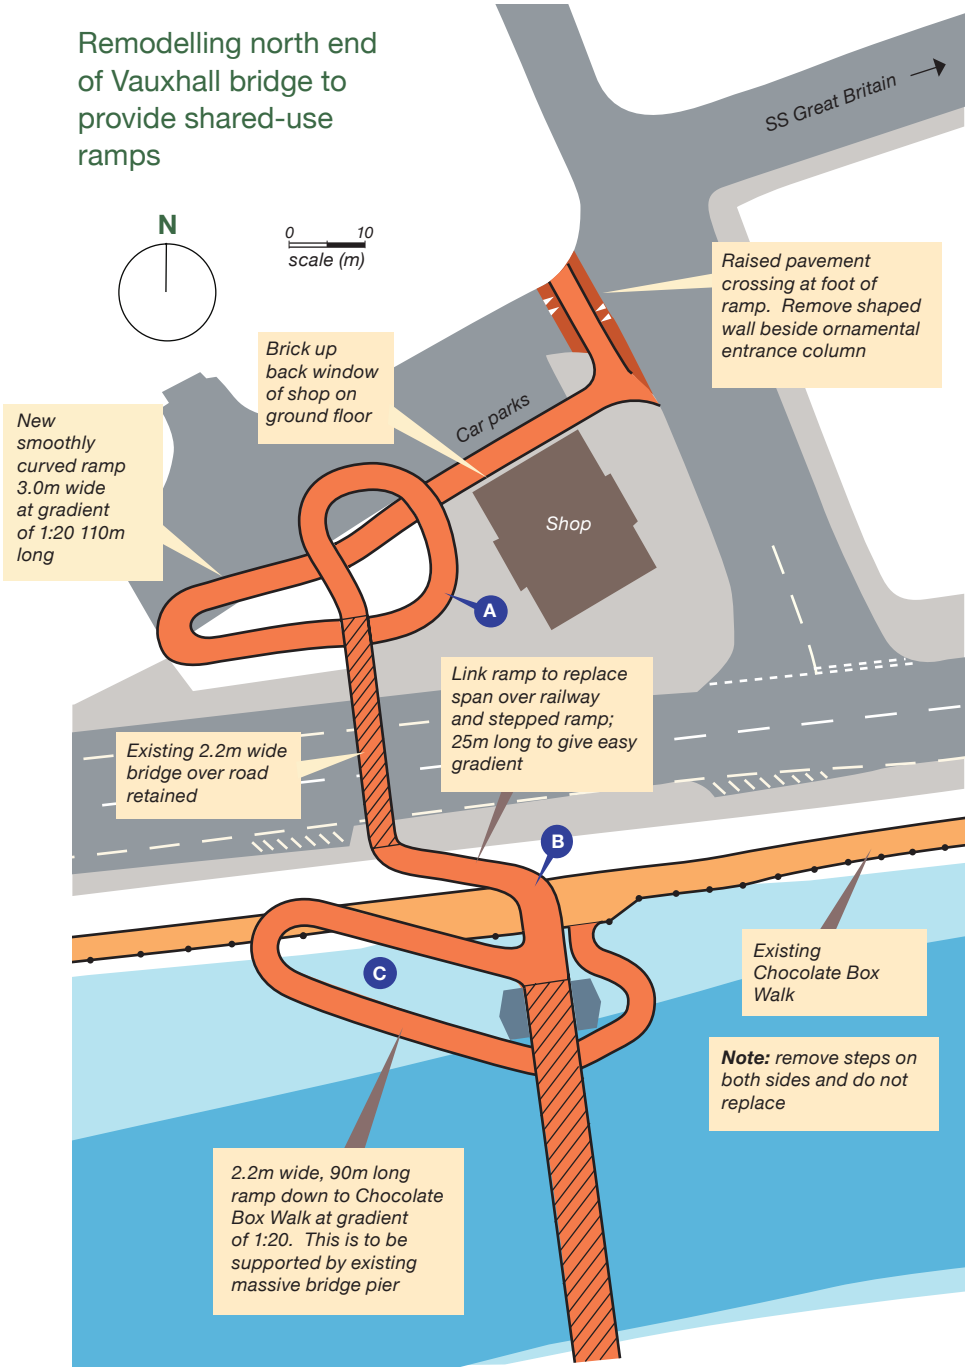 Remodelling north end
of Vauxhall bridge to
provide shared-use
ramps
SS Great Britain
N
0 10
scale (m)
Raised pavement
crossing at foot of
ramp. Remove shaped
wall beside ornamental
entrance column
Brick up
back window
of shop on
ground floor
Car parks
New
smoothly
curved ramp
3.0m wide
at gradient
of 1:20 110m
long
Shop
A
Link ramp to replace
span over railway
and stepped ramp;
25m long to give easy
gradient
Existing 2.2m wide
bridge over road
retained
B
Existing
Chocolate Box
Walk
C
Note: remove steps on
both sides and do not
replace
2.2m wide, 90m long
ramp down to Chocolate
Box Walk at gradient
of 1:20. This is to be
supported by existing
massive bridge pier